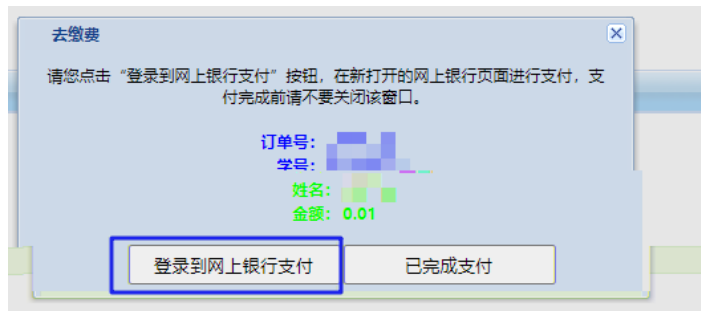 去缴费
请您点击“登录到网上银行支付”按钮，在新打开的网上银行页面进行支付，支
付完成前请不要关闭该窗口。
订单号：
学号：
姓名：
金额：0.01
登录到网上银行支付
已完成支付